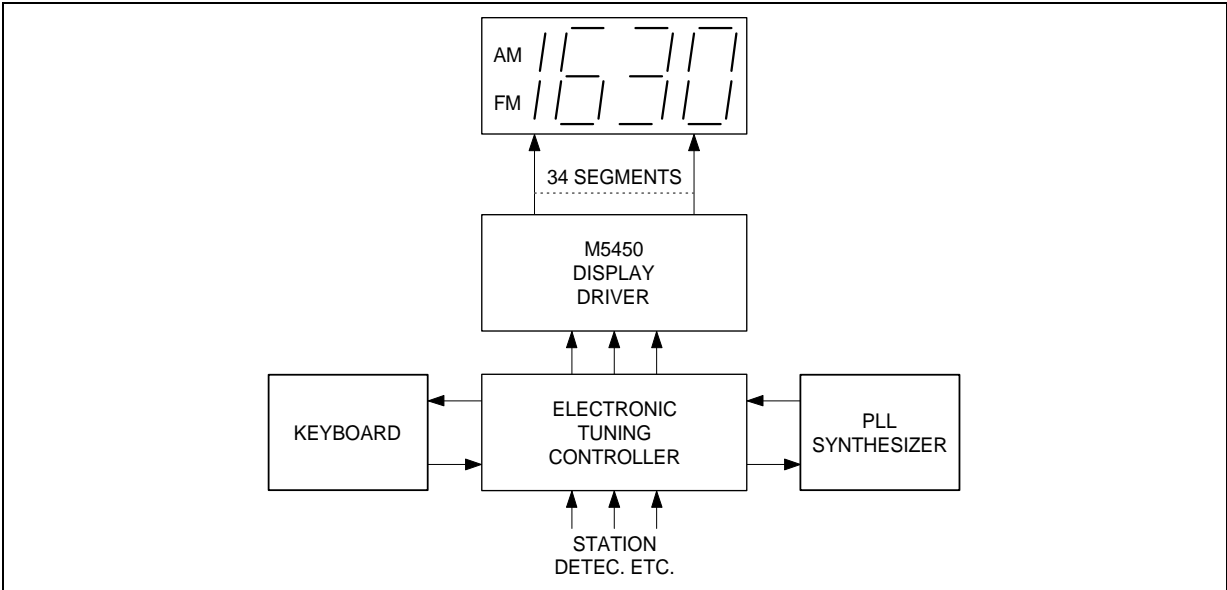 AM
1630
FM
34 SEGMENTS
M5450
DISPLAY
DRIVER
KEYBOARD
ELECTRONIC
TUNING
CONTROLLER
PLL
SYNTHESIZER
STATION
DETEC. ETC.